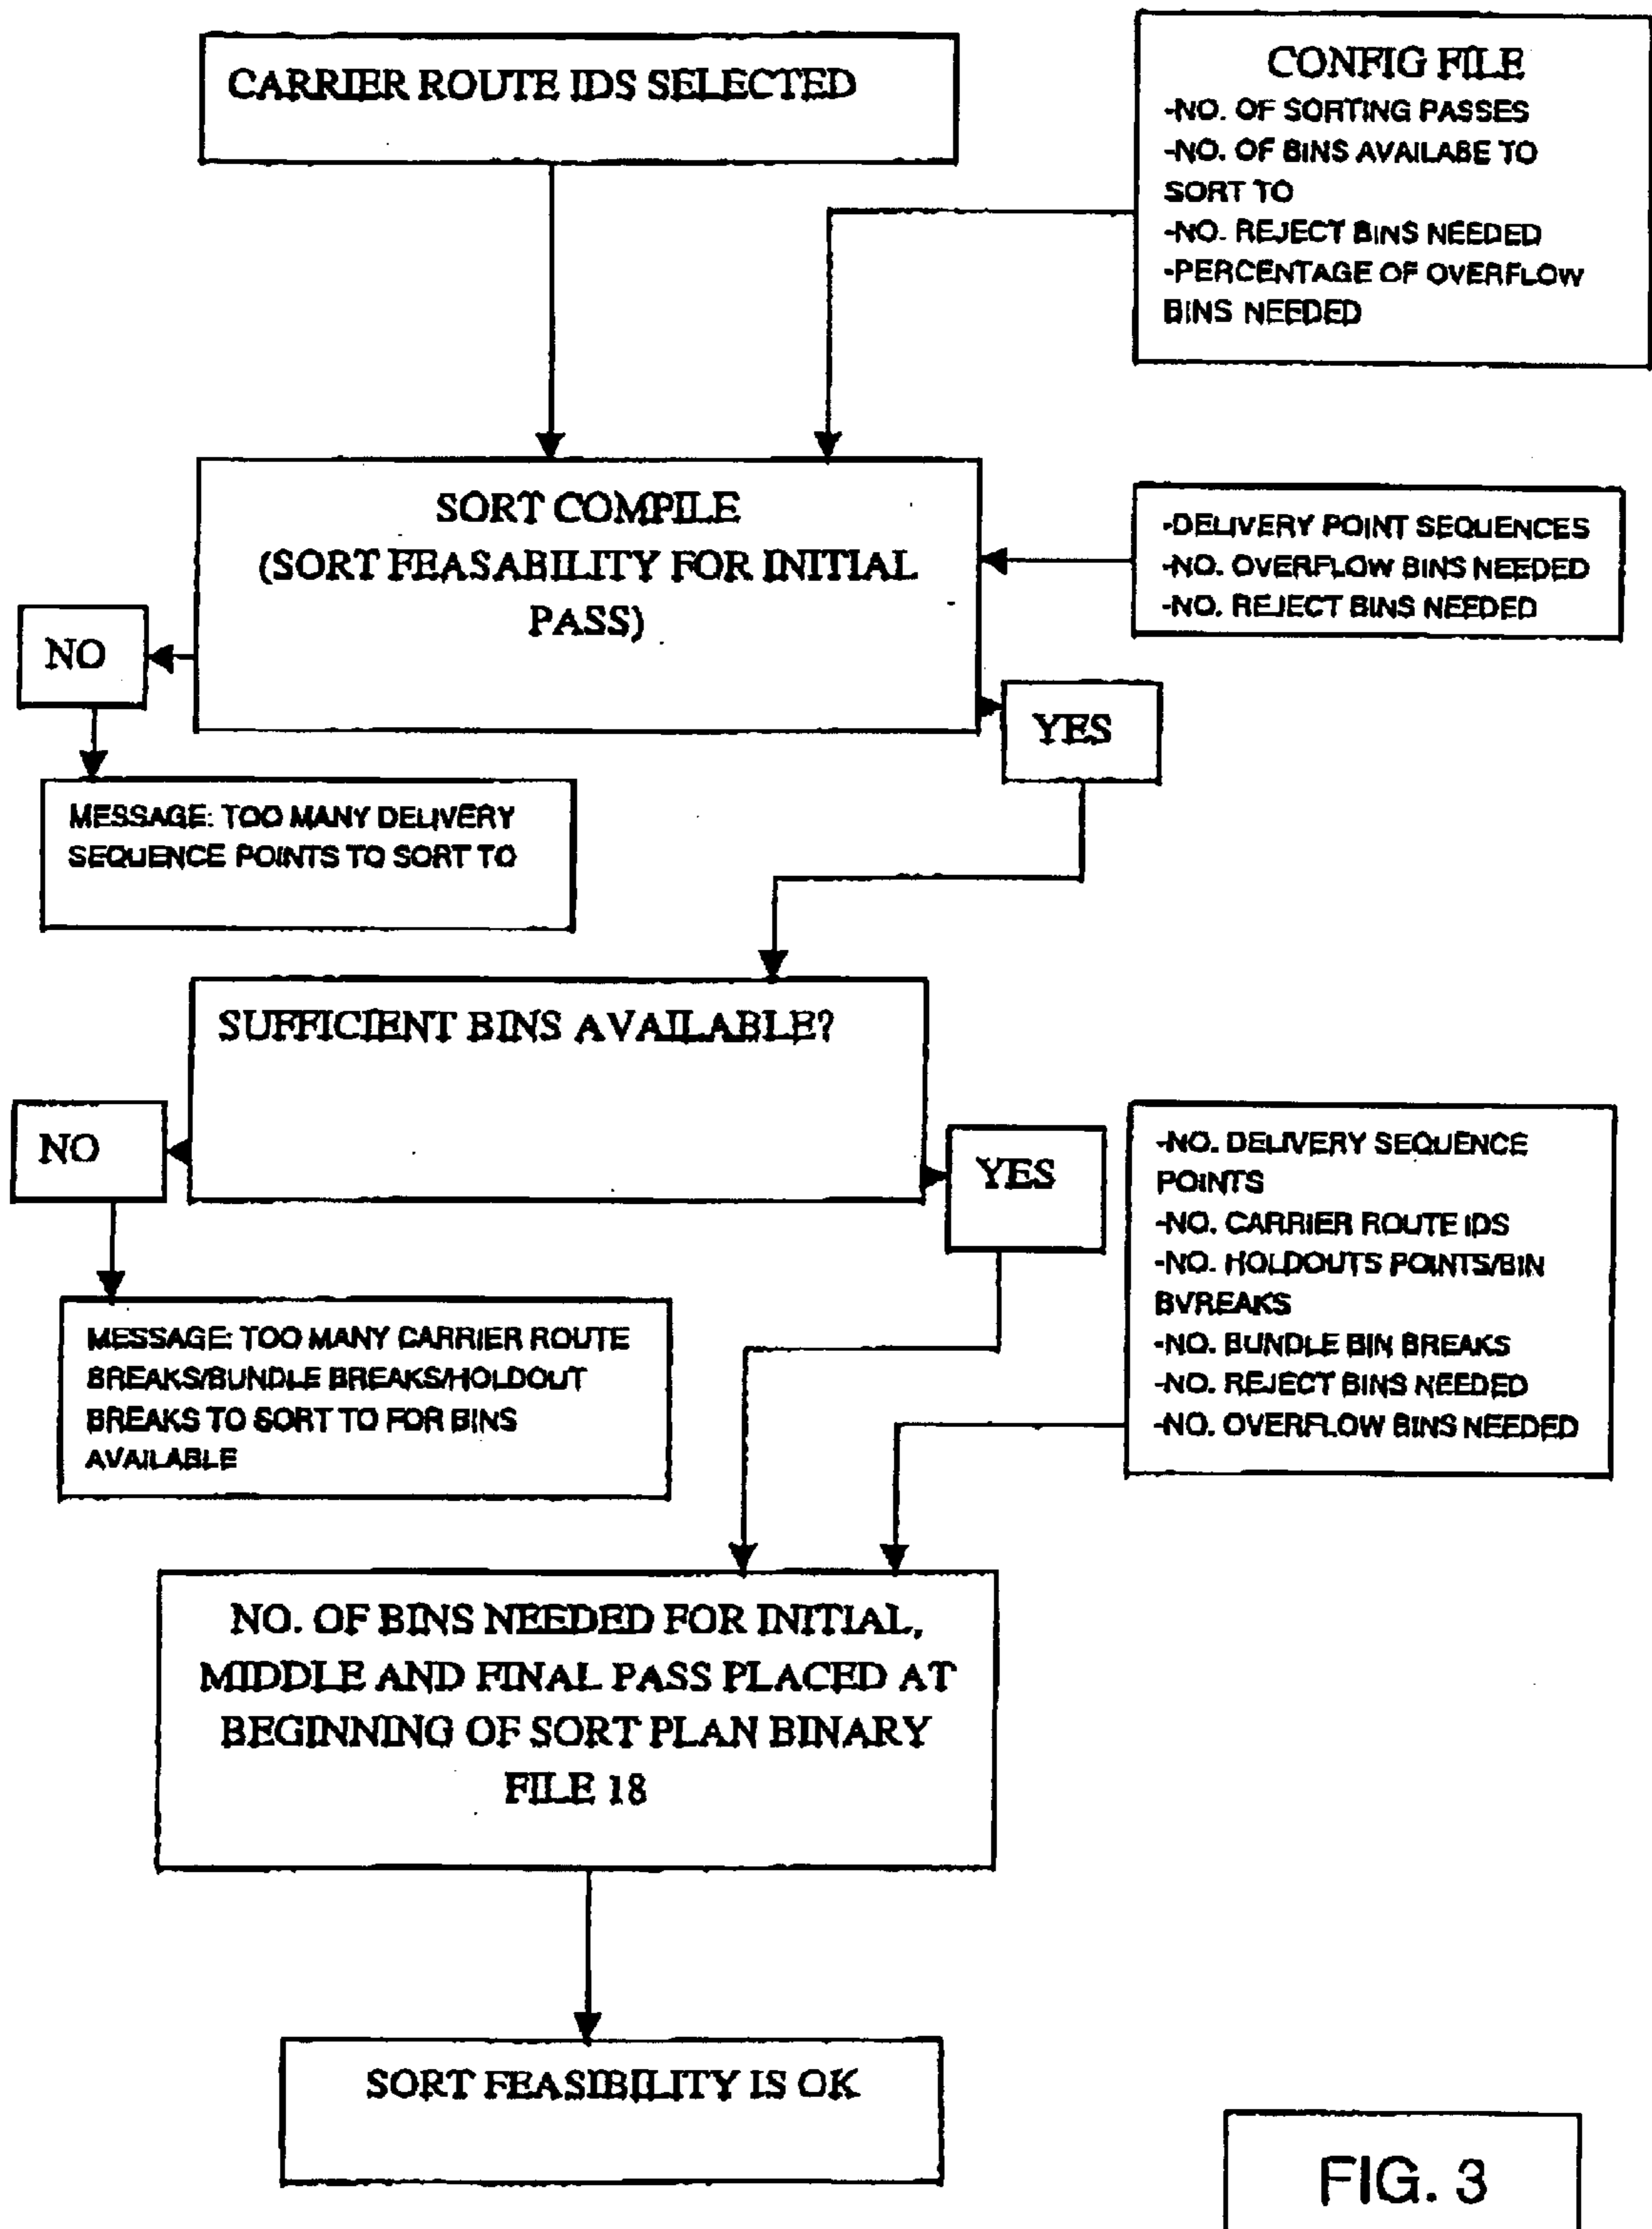 CARRIER ROUTE IDS SELECTED
CONFIG FILE
-NO. OF SORTING PASSES
-NO. OF BINS AVAILABE TO
SORT TO
-NO. REJECT BINS NEEDED
-PERCENTAGE OF OVERFLOW
BINS NEEDED
SORT COMPILE
(SORT FEASABILITY FOR INITIAL
PASS)
-DELIVERY POINT SEQUENCES
-NO. OVERFLOW BINS NEEDED
-NO. REJECT BINS NEEDED
NO
YES
MESSAGE: TOO MANY DELIVERY
SEQUENCE POINTS TO SORT TO
SUFFICIENT BINS AVAILABLE?
NO
YES
-NO. DELIVERY SEQUENCE
POINTS
-NO. CARRIER ROUTE IDS
-NO. HOLDOUTS POINTS/BIN
BVREAKS
-NO. BUNDLE BIN BREAKS
-NO. REJECT BINS NEEDED
-NO. OVERFLOW BINS NEEDED
MESSAGE: TOO MANY CARRIER ROUTE
BREAKS/BUNDLE BREAKS/HOLDOUT
BREAKS TO SORT TO FOR BINS
AVAILABLE
NO. OF BINS NEEDED FOR INITIAL,
MIDDLE AND FINAL PASS PLACED AT
BEGINNING OF SORT PLAN BINARY
FILE 18
SORT FEASIBILITY IS OK
FIG. 3